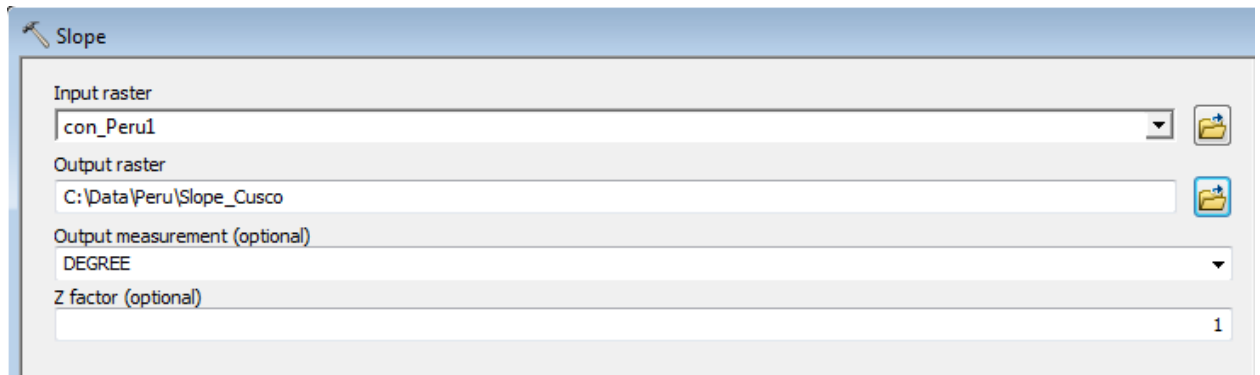 Slope
Input raster
con_Peru1
Output raster
C:\Data\Peru\Slope_Cusco
Output measurement (optional)
DEGREE
Z factor (optional)
1